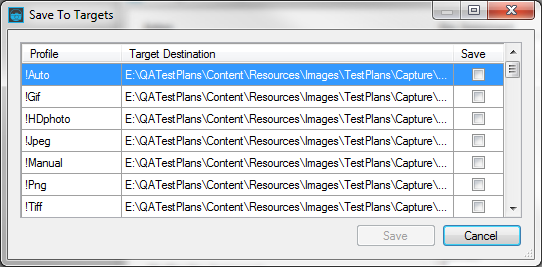 Save To Targets
Profile Target Destination Save
!Auto E:\QATestPlans\Content\Resources\Images\TestPlans\Capture\...
!Gif E:\QATestPlans\Content\Resources\Images\TestPlans\Capture\...
!HDphoto E:\QATestPlans\Content\Resources\Images\TestPlans\Capture\...
!Jpeg E:\QATestPlans\Content\Resources\Images\TestPlans\Capture\...
!Manual E:\QATestPlans\Content\Resources\Images\TestPlans\Capture\...
!Png E:\QATestPlans\Content\Resources\Images\TestPlans\Capture\...
!Tiff E:\QATestPlans\Content\Resources\Images\TestPlans\Capture\...
Save Cancel